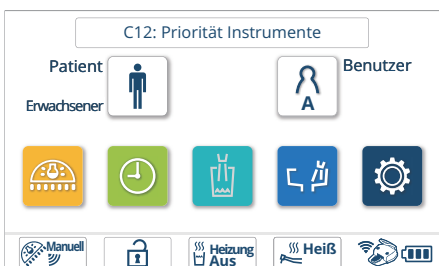 C12: Priorität Instrumente
Patient
Benutzer
Erwachsener
A
Manuell
Heizung
Aus
Heiß